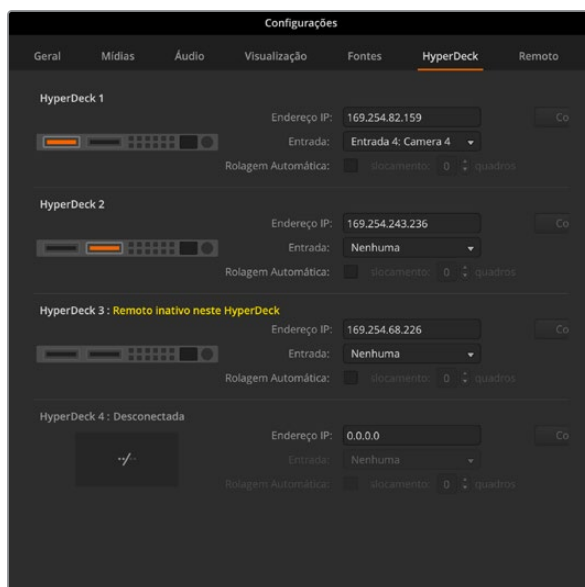 Configurações
Geral Mídias Áudio Visualização Fontes HyperDeck Remoto
HyperDeck 1
Endereço IP: 169.254.82.159 Co
Entrada: Entrada 4: Camera 4
Rolagem Automática: slocamento: 0 quadros
HyperDeck 2
Endereço IP: 169.254.243.236 Co
Entrada: Nenhuma
Rolagem Automática: slocamento: 0 quadros
HyperDeck 3 : Remoto inativo neste HyperDeck
Endereço IP: 169.254.68.226 Co
Entrada: Nenhuma
Rolagem Automática: slocamento: 0 quadros
HyperDeck 4 : Desconectada
Endereço IP: 0.0.0.0 Co
Entrada: Nenhuma
Rolagem Automática: slocamento: 0 quadros